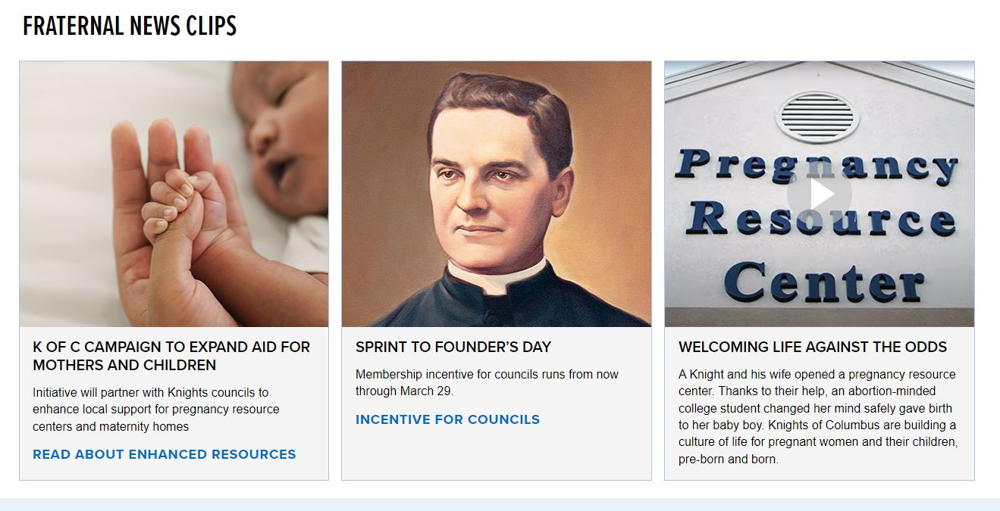 FRATERNAL NEWS CLIPS
Pregnancy
Resource
Center
K OF C CAMPAIGN TO EXPAND AID FOR
MOTHERS AND CHILDREN
Initiative will partner with Knights councils to
enhance local support for pregnancy resource
centers and maternity homes
READ ABOUT ENHANCED RESOURCES
SPRINT TO FOUNDER’S DAY
Membership incentive for councils runs from now
through March 29.
INCENTIVE FOR COUNCILS
WELCOMING LIFE AGAINST THE ODDS
A Knight and his wife opened a pregnancy resource
center. Thanks to their help, an abortion-minded
college student changed her mind safely gave birth
to her baby boy. Knights of Columbus are building a
culture of life for pregnant women and their children,
pre-born and born.